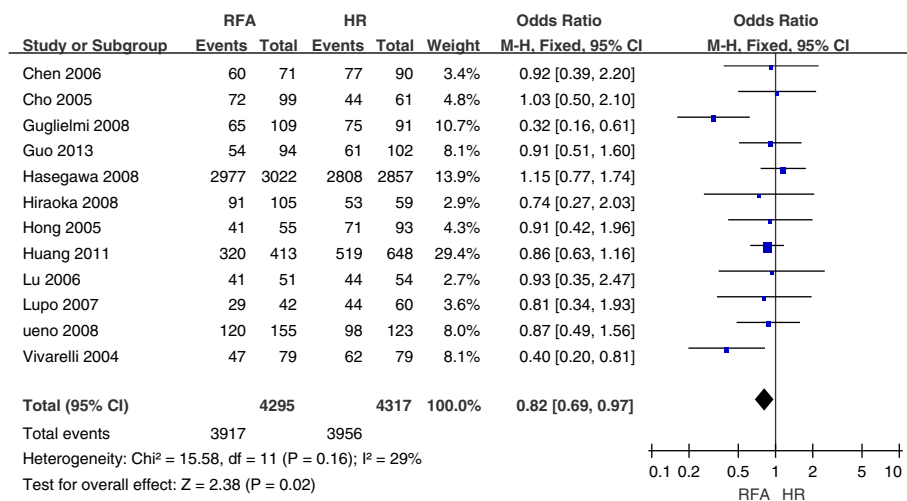 RFA HR Odds Ratio Odds Ratio
Study or Subgroup Events Total Events Total Weight M-H, Fixed, 95% CI M-H, Fixed, 95% CI
Chen 2006 60 71 77 90 3.4% 0.92 [0.39, 2.20]
Cho 2005 72 99 44 61 4.8% 1.03 [0.50, 2.10]
Guglielmi 2008 65 109 75 91 10.7% 0.32 [0.16, 0.61]
Guo 2013 54 94 61 102 8.1% 0.91 [0.51, 1.60]
Hasegawa 2008 2977 3022 2808 2857 13.9% 1.15 [0.77, 1.74]
Hiraoka 2008 91 105 53 59 2.9% 0.74 [0.27, 2.03]
Hong 2005 41 55 71 93 4.9% 0.91 [0.42, 1.96]
Huang 2011 320 413 519 648 29.4% 0.86 [0.63, 1.16]
Lu 2006 41 51 44 54 2.7% 0.93 [0.35, 2.47]
Lupo 2007 29 42 44 60 3.6% 0.81 [0.34, 1.93]
ueno 2008 120 155 98 123 8.0% 0.87 [0.49, 1.56]
Vivarelli 2004 47 79 62 79 8.1% 0.40 [0.20, 0.81]
Total (95% CI) 4295 4317 100.0% 0.82 [0.69, 0.97]
Total events 3917 3956
Heterogeneity: Chi² = 15.58, df = 11 (P = 0.16); I² = 29%
Test for overall effect: Z = 2.38 (P = 0.02)
0.1 0.2 0.5 1 2 5 10
RFA HR